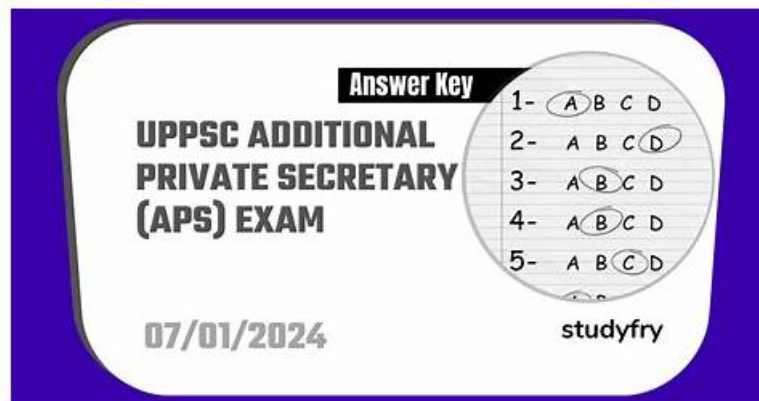 Answer Key
UPPSC ADDITIONAL
PRIVATE SECRETARY
(APS) EXAM
07/01/2024
1- A B C D
2- A B C D
3- A B C D
4- A B C D
5- A B C D
studyfry